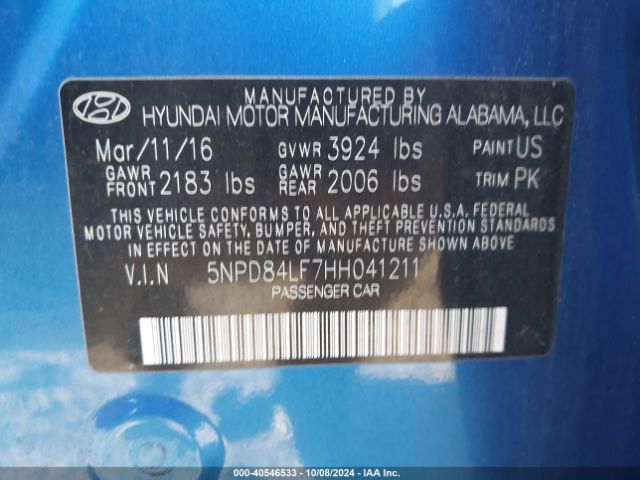 MANUFACTURED BY
HYUNDAI MOTOR MANUFACTURING ALABAMA, LLC
Mar/11/16 GVWR 3924 lbs PAINT US
GAWR FRONT 2183 lbs GAWR REAR 2006 lbs TRIM PK
THIS VEHICLE CONFORMS TO ALL APPLICABLE U.S.A. FEDERAL
MOTOR VEHICLE SAFETY, BUMPER, AND THEFT PREVENTION STANDARDS
IN EFFECT ON THE DATE OF MANUFACTURE SHOWN ABOVE.
V.I.N 5NPD84LF7HH041211
PASSENGER CAR
000-40546533 - 10/08/2024 - IAAI.COM